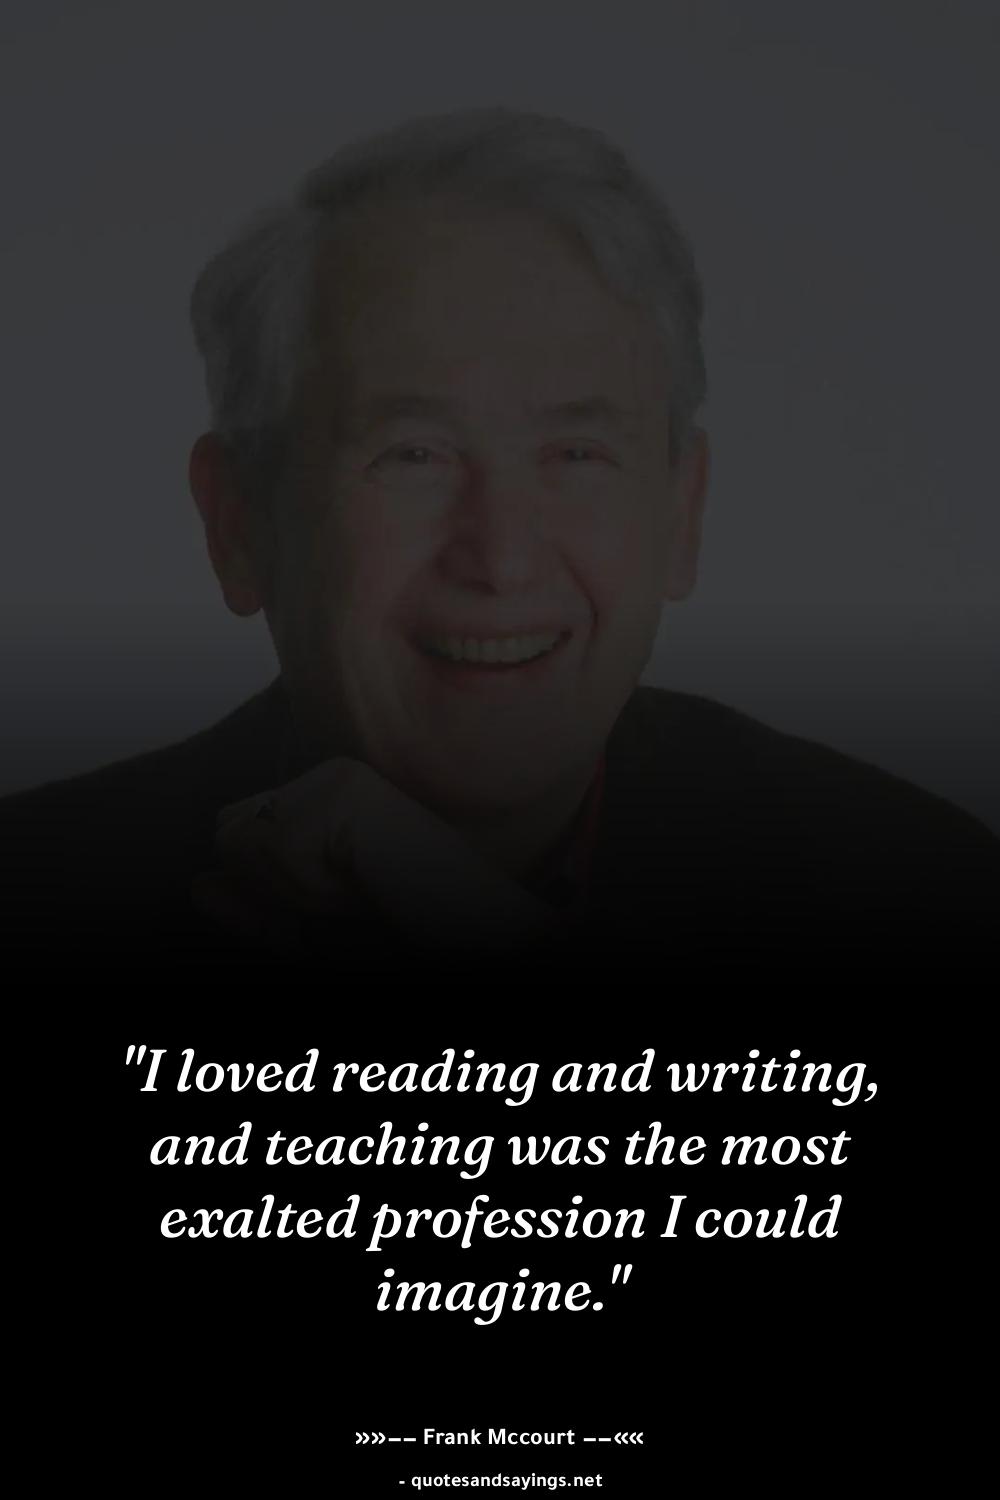 "I loved reading and writing,
and teaching was the most
exalted profession I could
imagine."
»»–– Frank Mccourt ––««
- quotesandsayings.net